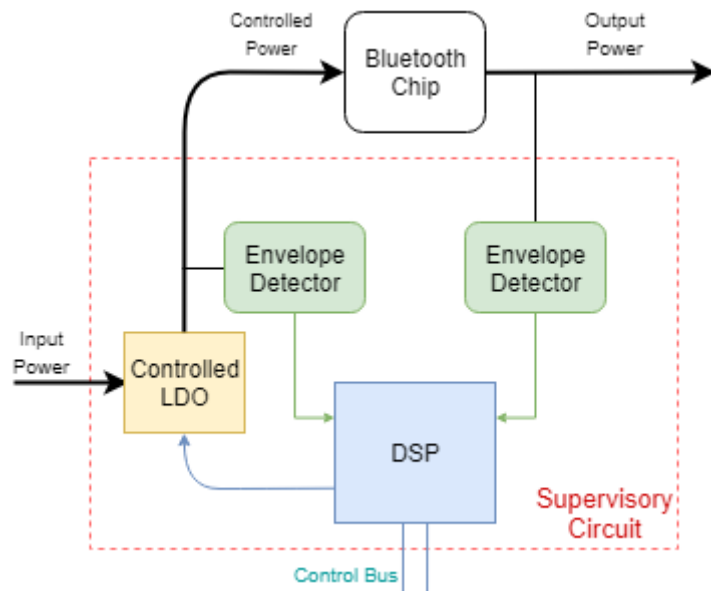 Controlled
Power
Bluetooth
Chip
Output
Power
Envelope
Detector
Envelope
Detector
Input
Power
Controlled
LDO
DSP
Supervisory
Circuit
Control Bus